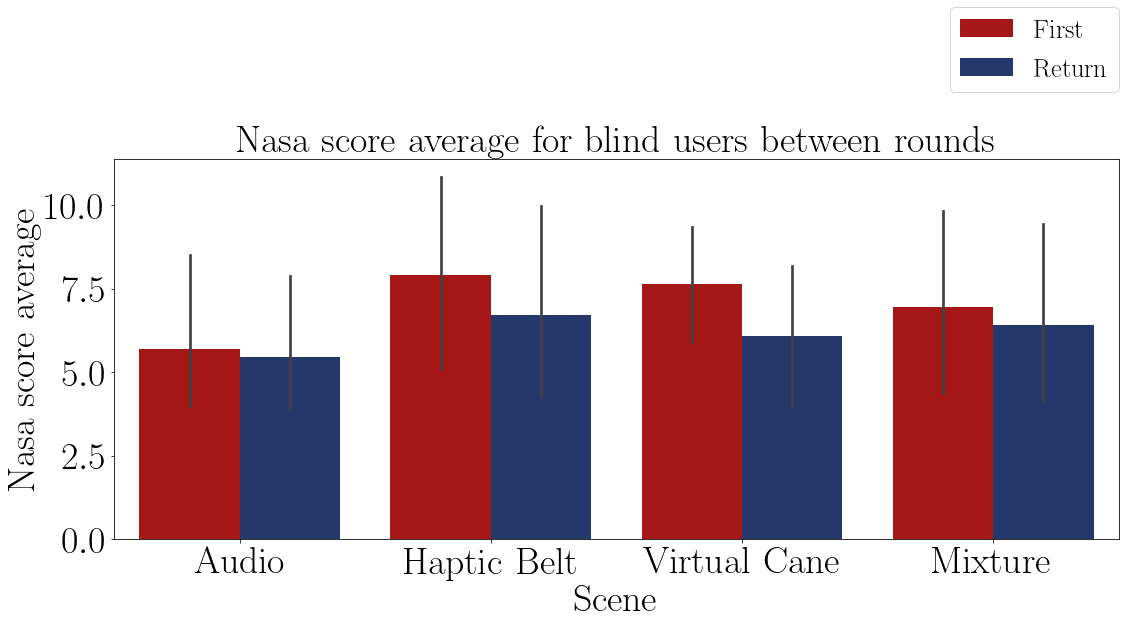 First
Return
Nasa score average for blind users between rounds
Nasa score average
10.0
7.5
5.0
2.5
0.0
Audio Haptic Belt Virtual Cane Mixture
Scene